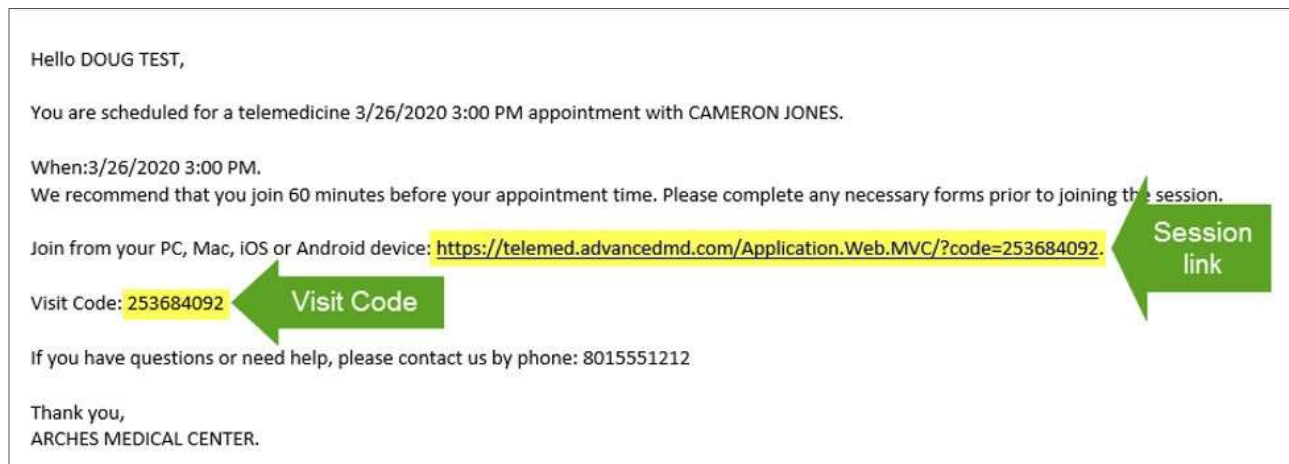 Hello DOUG TEST,
You are scheduled for a telemedicine 3/26/2020 3:00 PM appointment with CAMERON JONES.
When:3/26/2020 3:00 PM.
We recommend that you join 60 minutes before your appointment time. Please complete any necessary forms prior to joining the session.
Join from your PC, Mac, iOS or Android device: https://telemed.advancedmd.com/Application.Web.MVC/?code=253684092.
Session
link
Visit Code: 253684092
Visit Code
If you have questions or need help, please contact us by phone: 8015551212
Thank you,
ARCHES MEDICAL CENTER.